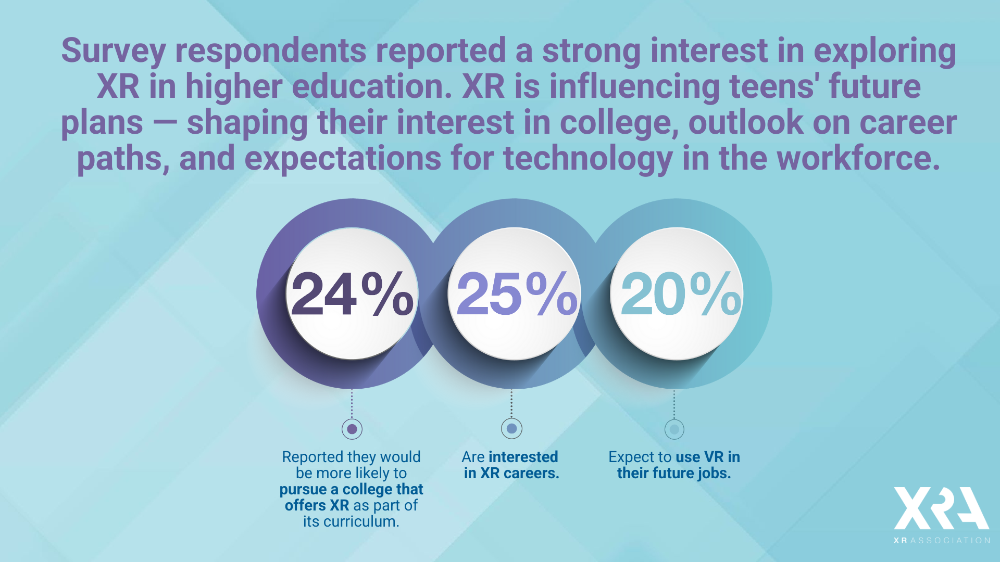 Survey respondents reported a strong interest in exploring
XR in higher education. XR is influencing teens' future
plans — shaping their interest in college, outlook on career
paths, and expectations for technology in the workforce.
24%
25%
20%
Reported they would
be more likely to
pursue a college that
offers XR as part of
its curriculum.
Are interested
in XR careers.
Expect to use VR in
their future jobs.
XRA
XR ASSOCIATION